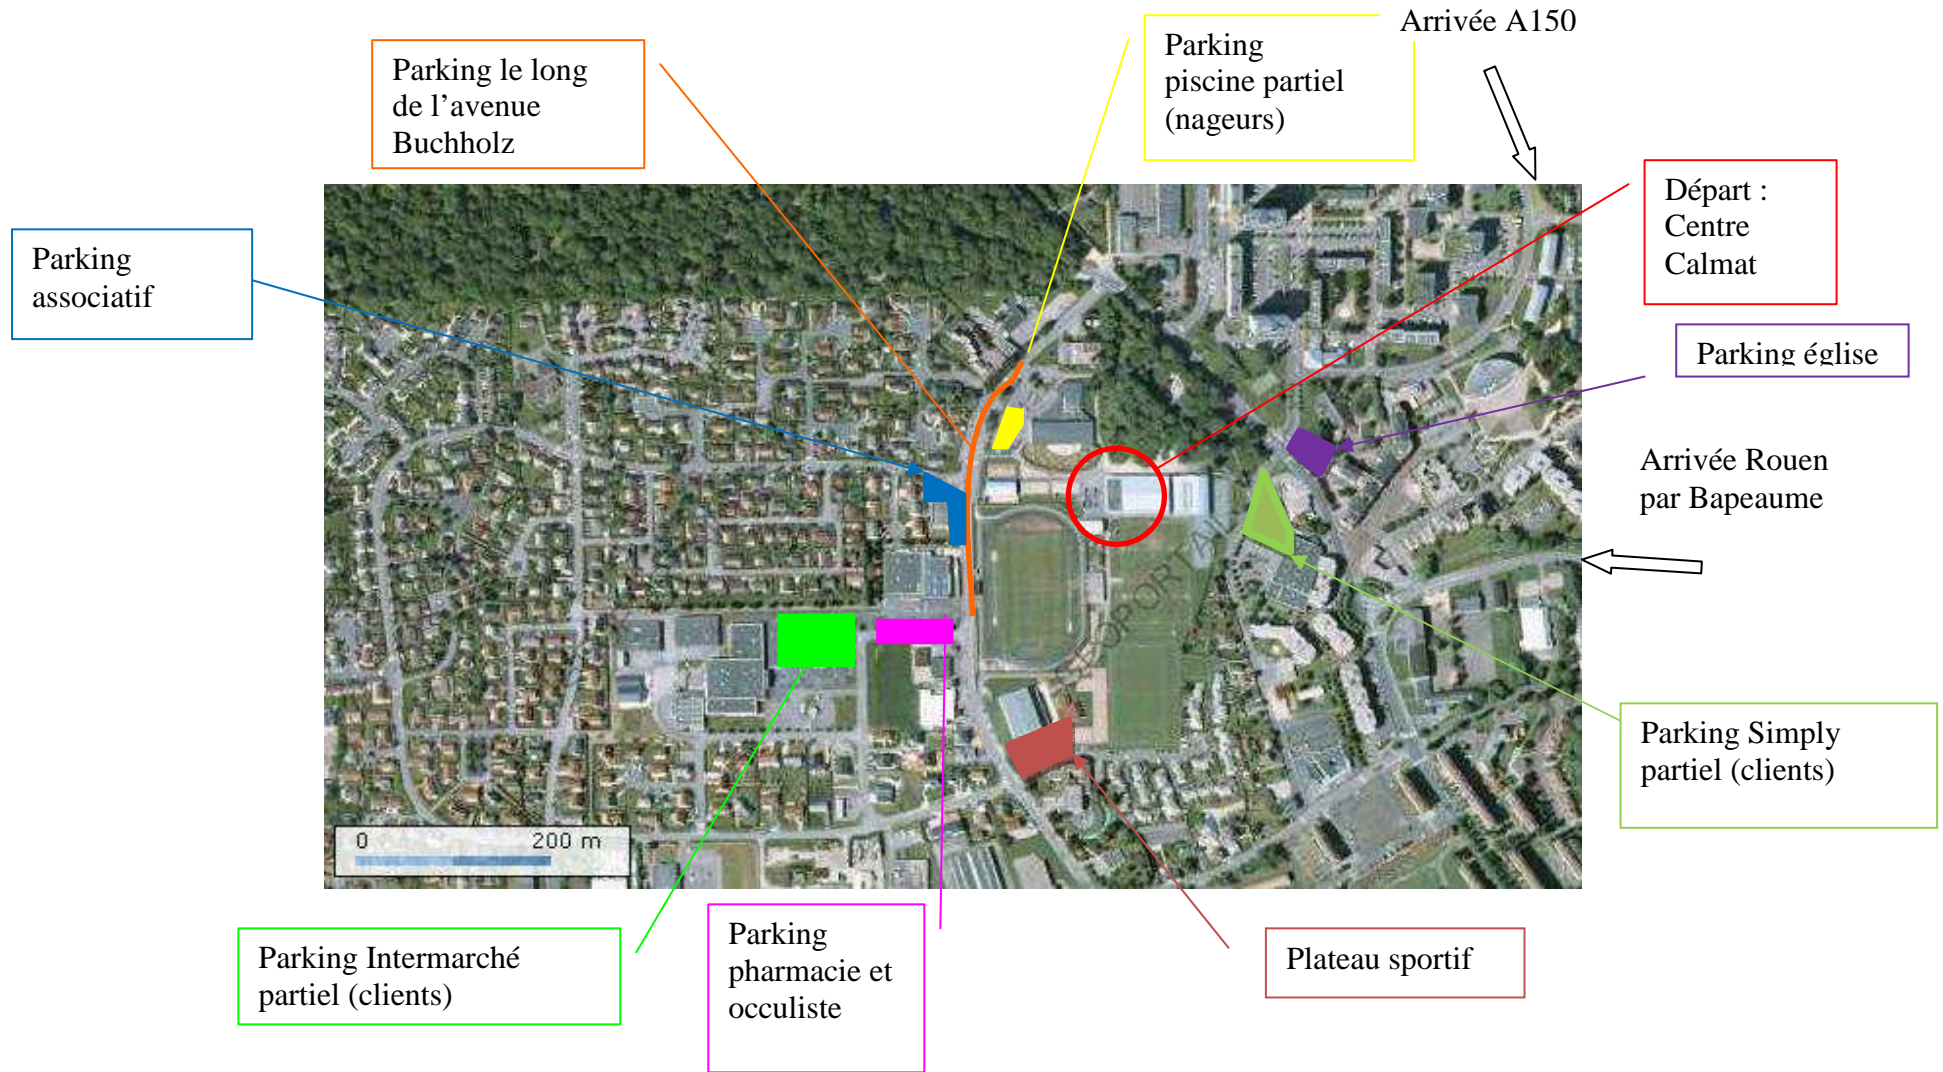 Arrivée A150
Parking le long
de l’avenue
Buchholz
Parking
piscine partiel
(nageurs)
Départ :
Centre
Calmat
Parking
associatif
Parking église
Arrivée Rouen
par Bapeaume
Parking Simply
partiel (clients)
0 200 m
Parking Intermarché
partiel (clients)
Parking
pharmacie et
occuliste
Plateau sportif